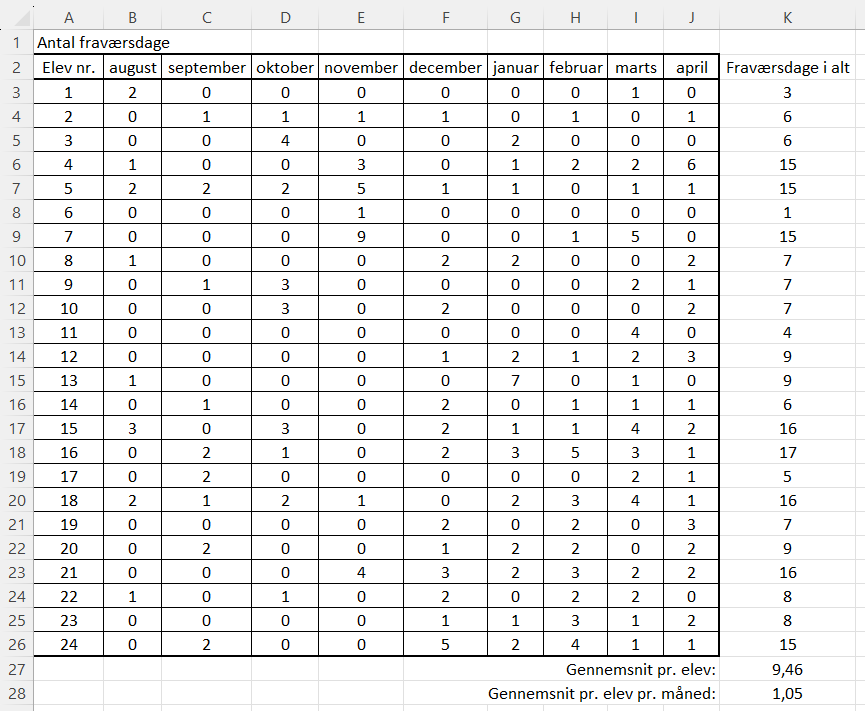 A B C D E F G H I J K
1 Antal fraværsdage
2 Elev nr. august september oktober november december januar februar marts april Fraværsdage i alt
3 1 2 0 0 0 0 0 0 1 0 3
4 2 0 1 1 1 1 0 1 0 1 6
5 3 0 0 4 0 0 2 0 0 0 6
6 4 1 0 0 3 0 1 2 2 6 15
7 5 2 2 2 5 1 1 0 1 1 15
8 6 0 0 0 1 0 0 0 0 0 1
9 7 0 0 0 9 0 0 1 5 0 15
10 8 1 0 0 0 2 2 0 0 2 7
11 9 0 1 3 0 0 0 0 2 1 7
12 10 0 0 3 0 2 0 0 0 2 7
13 11 0 0 0 0 0 0 0 4 0 4
14 12 0 0 0 0 1 2 1 2 3 9
15 13 1 0 0 0 0 7 0 1 0 9
16 14 0 1 0 0 2 0 1 1 1 6
17 15 3 0 3 0 2 1 1 4 2 16
18 16 0 2 1 0 2 3 5 3 1 17
19 17 0 2 0 0 0 0 0 2 1 5
20 18 2 1 2 1 0 2 3 4 1 16
21 19 0 0 0 0 2 0 2 0 3 7
22 20 0 2 0 0 1 2 2 0 2 9
23 21 0 0 0 4 3 2 3 2 2 16
24 22 1 0 1 0 2 0 2 2 0 8
25 23 0 0 0 0 1 1 3 1 2 8
26 24 0 2 0 0 5 2 4 1 1 15
27 Gennemsnit pr. elev: 9,46
28 Gennemsnit pr. elev pr. måned: 1,05